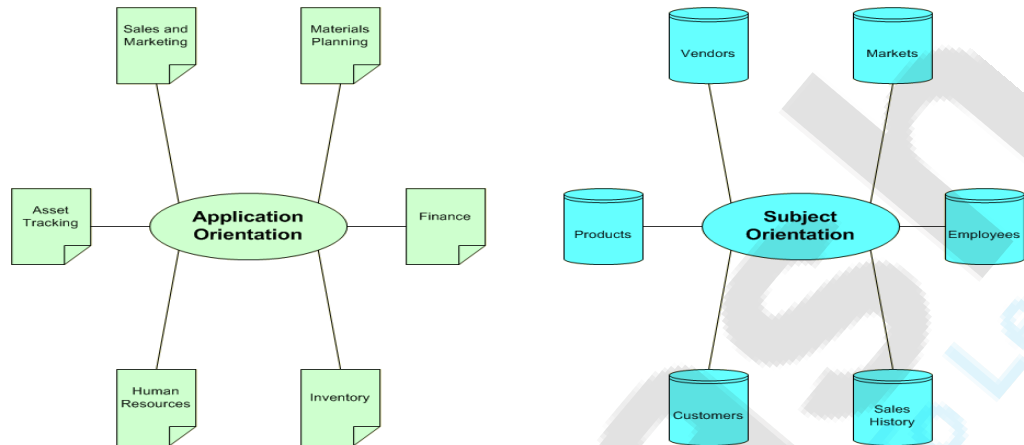 Sales and
Marketing
Materials
Planning
Asset
Tracking
Application
Orientation
Finance
Human
Resources
Inventory
Vendors
Markets
Products
Subject
Orientation
Employees
Customers
Sales
History